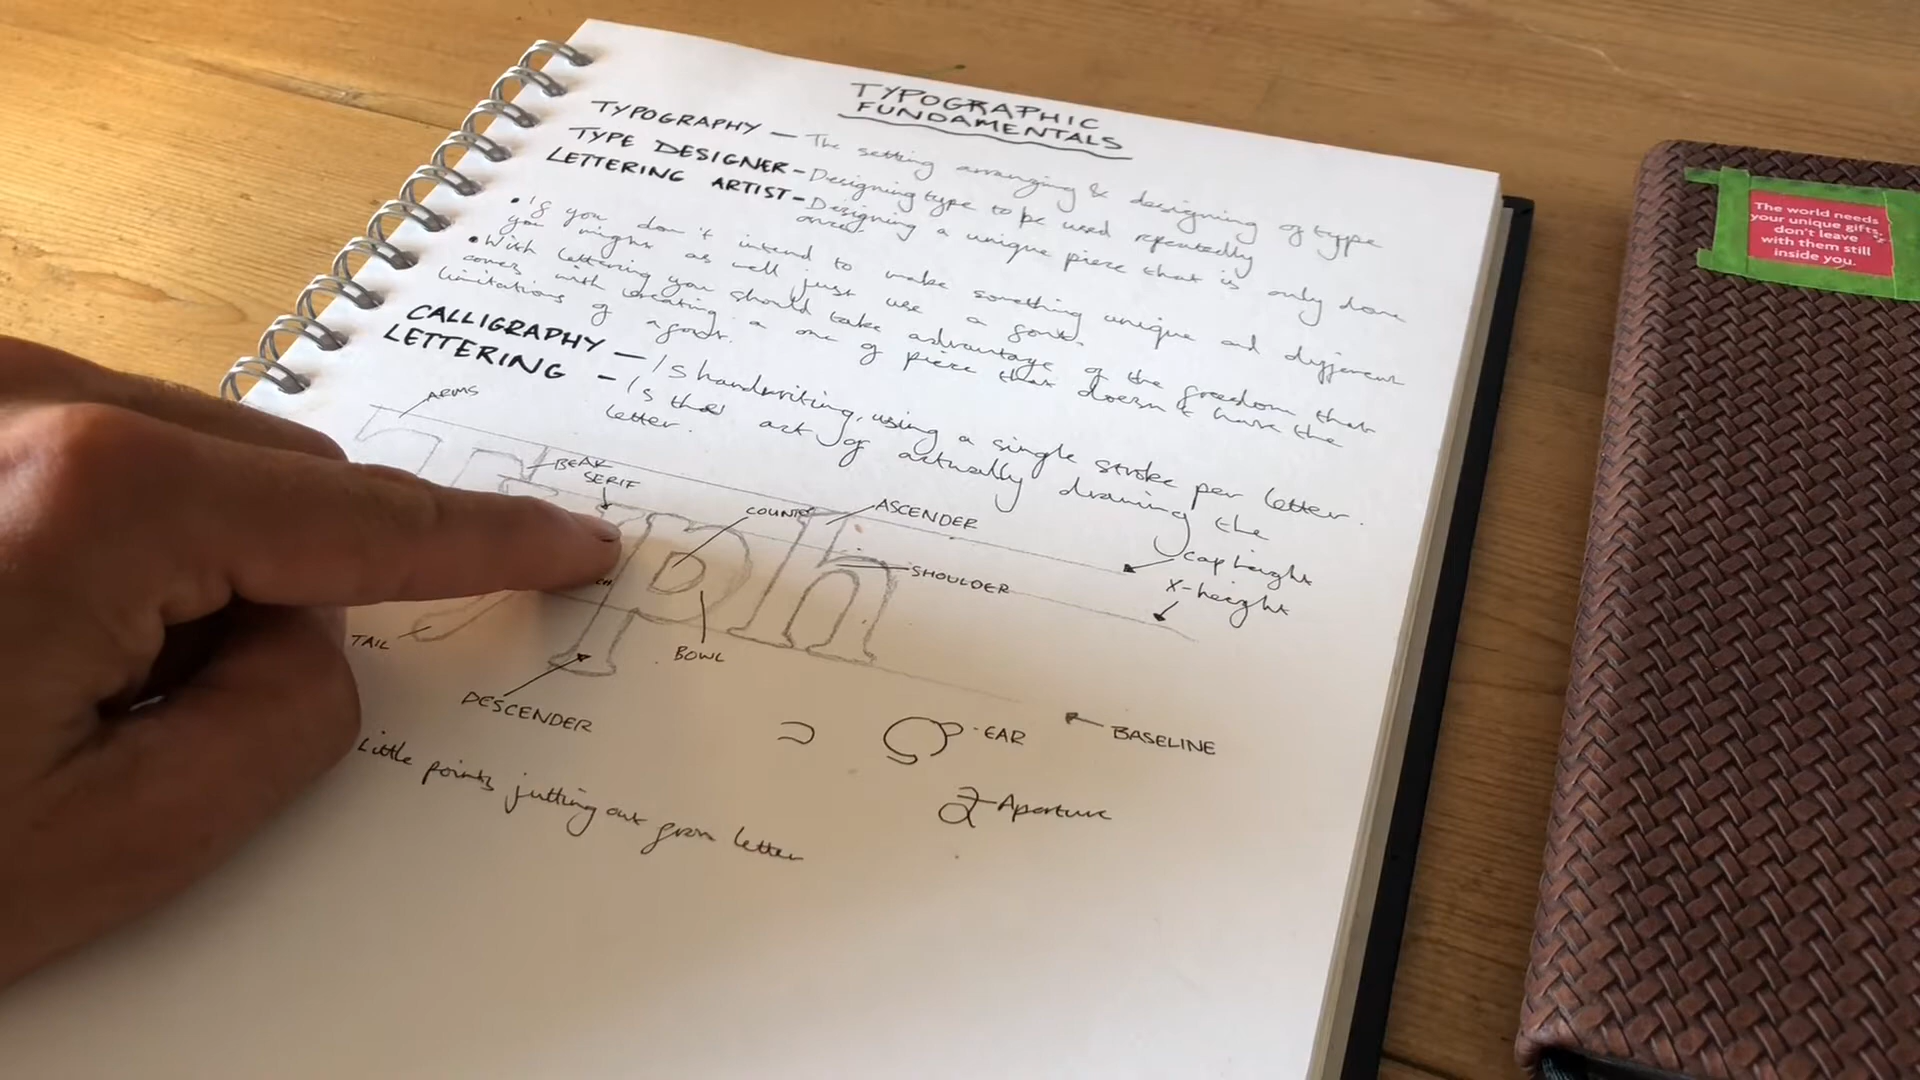 TYPOGRAPHIC
FUNDAMENTALS
TYPOGRAPHY — The setting arranging & designing of type
TYPE DESIGNER - Designing type to be used repeatedly
LETTERING ARTIST - Designing a unique piece that is only done
once
• If you don't intend to make something unique and different
you might as well just use a font.
• With lettering you should take advantage of the freedom that
comes with creating a one of piece that doesn't have the
limitations of a font.
CALLIGRAPHY — Is handwriting, using a single stroke per letter.
LETTERING - Is the art of actually drawing the
letter.
ARMS
BEAK
SERIF
COUNTE
ASCENDER
cap height
x-height
SHOULDER
TAIL
BOWL
DESCENDER
EAR
BASELINE
Aperture
Little points jutting out from letter
The world needs
your unique gifts;
don't leave
with them still
inside you.